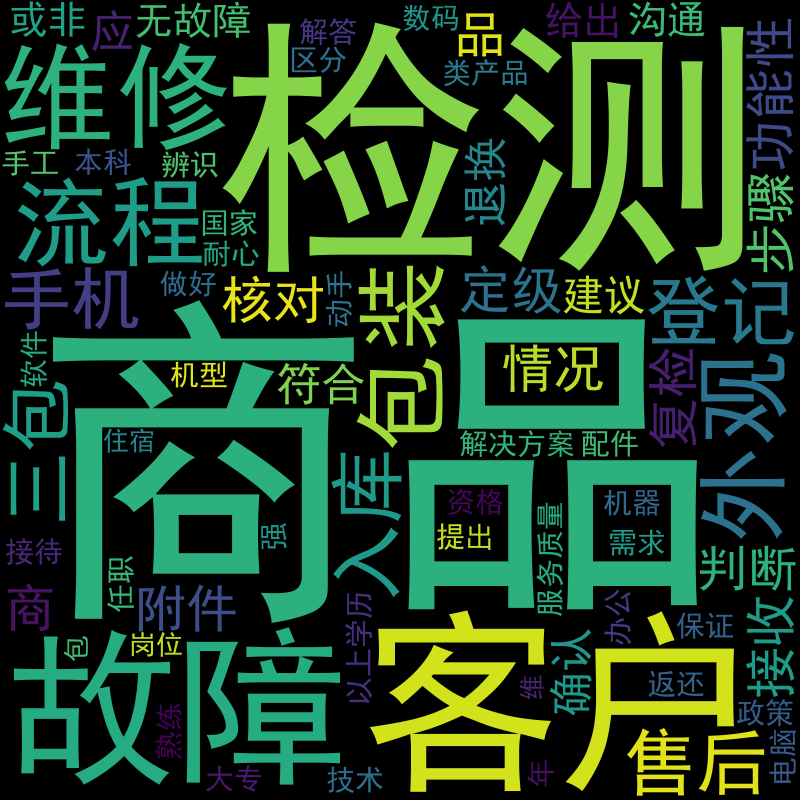 或非
应
无故障
解答
数码
品
给出
沟通
区分
类产品
功能性
维修
检测
手工
本科
辨识
退换
步骤
流程
国家
耐心
手机
做好
核对
动手
包装
定级
建议
登记
软件
机型
符合
情况
复检
外观
三包
商品
住宿
入库
解决方案
配件
资格
机器
强
提出
需求
服务质量
判断
接待
任职
商
附件
以上学历
办公
保证
接收
包
岗位
故障
客户
确认
维
返还
熟练
政策
售后
电脑
大专
技术
年